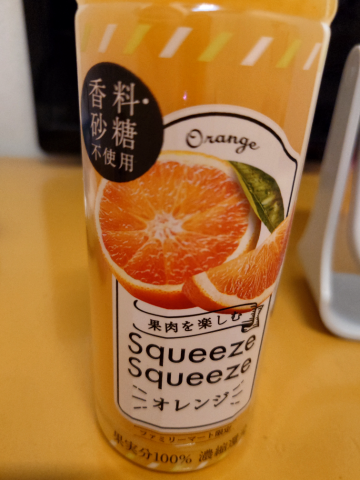 香料・
砂糖
不使用
Orange
果肉を楽しむ
Squeeze
Squeeze
オレンジ
ファミリーマート限定
果実分100% 濃縮還元